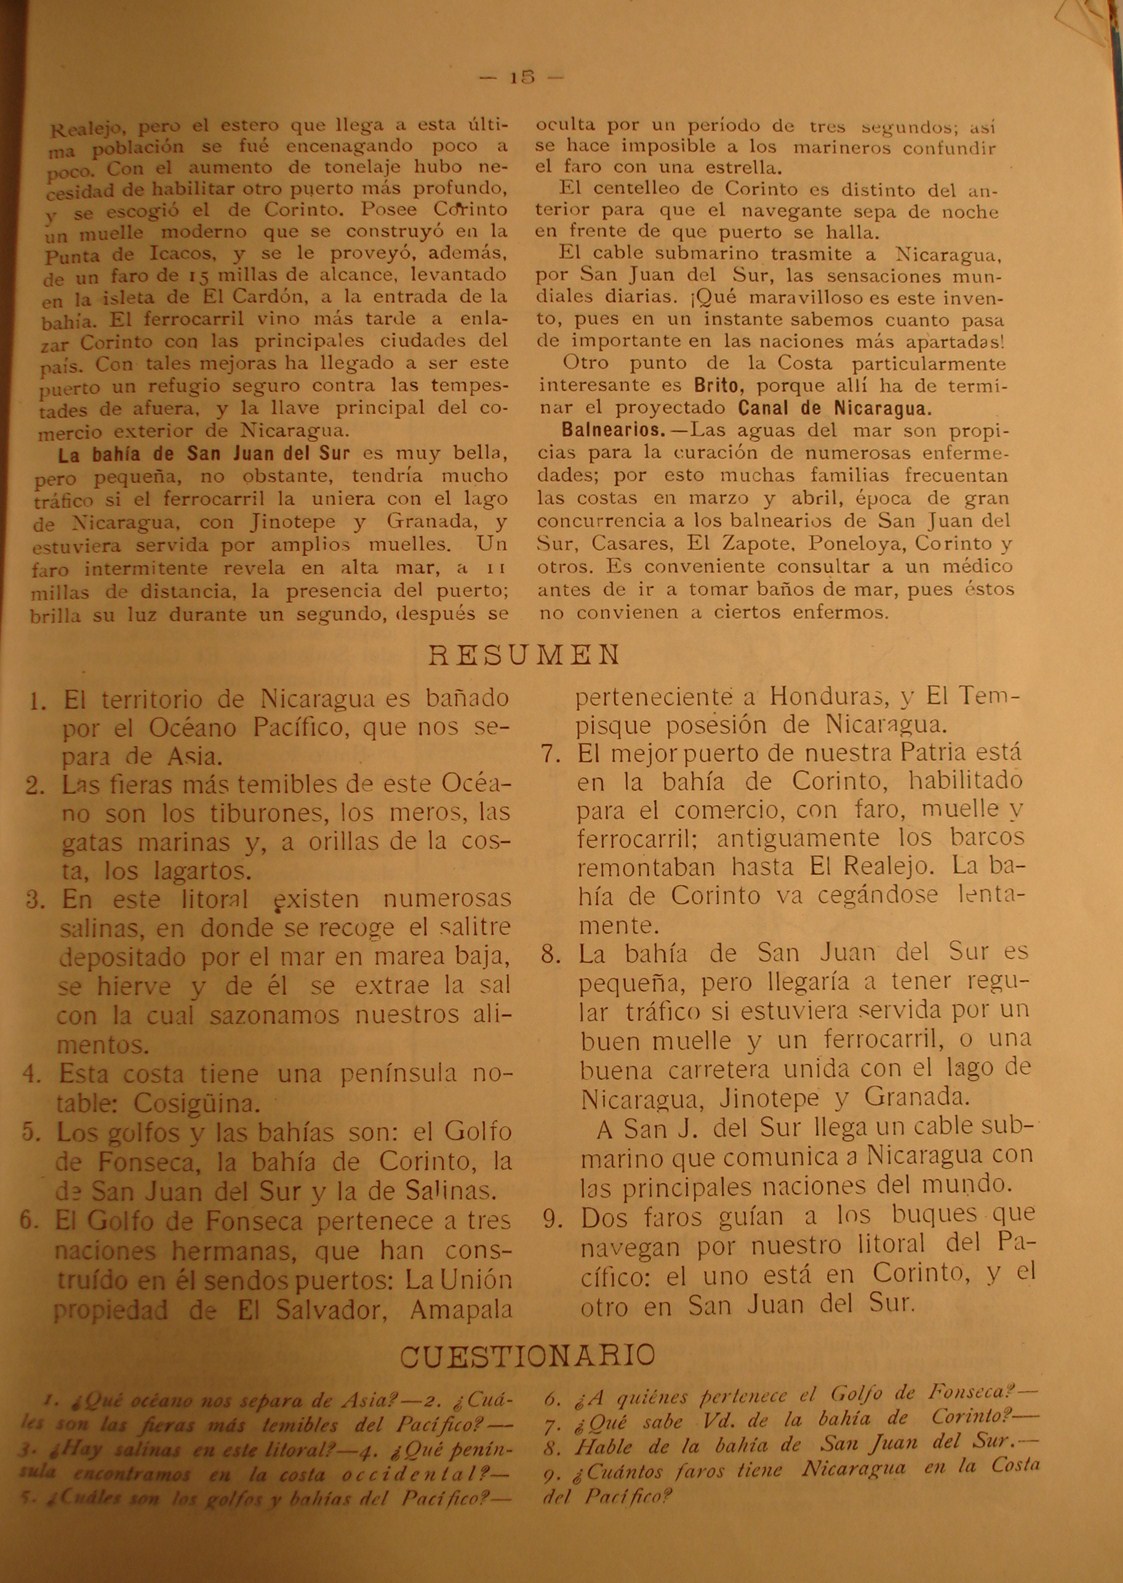 — 15 —
Realejo, pero el estero que llega a esta últi-
ma población se fué encenagando poco a
poco. Con el aumento de tonelaje hubo ne-
cesidad de habilitar otro puerto más profundo,
y se escogió el de Corinto. Posee Corinto
un muelle moderno que se construyó en la
Punta de Icacos, y se le proveyó, además,
de un faro de 15 millas de alcance, levantado
en la isleta de El Cardón, a la entrada de la
bahía. El ferrocarril vino más tarde a enla-
zar Corinto con las principales ciudades del
país. Con tales mejoras ha llegado a ser este
puerto un refugio seguro contra las tempes-
tades de afuera, y la llave principal del co-
mercio exterior de Nicaragua.
La bahía de San Juan del Sur es muy bella,
pero pequeña, no obstante, tendría mucho
tráfico si el ferrocarril la uniera con el lago
de Nicaragua, con Jinotepe y Granada, y
estuviera servida por amplios muelles. Un
faro intermitente revela en alta mar, a 11
millas de distancia, la presencia del puerto;
brilla su luz durante un segundo, después se
oculta por un período de tres segundos; así
se hace imposible a los marineros confundir
el faro con una estrella.
El centelleo de Corinto es distinto del an-
terior para que el navegante sepa de noche
en frente de que puerto se halla.
El cable submarino trasmite a Nicaragua,
por San Juan del Sur, las sensaciones mun-
diales diarias. ¡Qué maravilloso es este inven-
to, pues en un instante sabemos cuanto pasa
de importante en las naciones más apartadas!
Otro punto de la Costa particularmente
interesante es Brito, porque allí ha de termi-
nar el proyectado Canal de Nicaragua.
Balnearios.—Las aguas del mar son propi-
cias para la curación de numerosas enferme-
dades; por esto muchas familias frecuentan
las costas en marzo y abril, época de gran
concurrencia a los balnearios de San Juan del
Sur, Casares, El Zapote, Poneloya, Corinto y
otros. Es conveniente consultar a un médico
antes de ir a tomar baños de mar, pues éstos
no convienen a ciertos enfermos.
RESUMEN
1. El territorio de Nicaragua es bañado
por el Océano Pacífico, que nos se-
para de Asia.
2. Las fieras más temibles de este Océa-
no son los tiburones, los meros, las
gatas marinas y, a orillas de la cos-
ta, los lagartos.
3. En este litoral existen numerosas
salinas, en donde se recoge el salitre
depositado por el mar en marea baja,
se hierve y de él se extrae la sal
con la cual sazonamos nuestros ali-
mentos.
4. Esta costa tiene una península no-
table: Cosigüina.
5. Los golfos y las bahías son: el Golfo
de Fonseca, la bahía de Corinto, la
de San Juan del Sur y la de Salinas.
6. El Golfo de Fonseca pertenece a tres
naciones hermanas, que han cons-
truído en él sendos puertos: La Unión
propiedad de El Salvador, Amapala
perteneciente a Honduras, y El Tem-
pisque posesión de Nicaragua.
7. El mejor puerto de nuestra Patria está
en la bahía de Corinto, habilitado
para el comercio, con faro, muelle y
ferrocarril; antiguamente los barcos
remontaban hasta El Realejo. La ba-
hía de Corinto va cegándose lenta-
mente.
8. La bahía de San Juan del Sur es
pequeña, pero llegaría a tener regu-
lar tráfico si estuviera servida por un
buen muelle y un ferrocarril, o una
buena carretera unida con el lago de
Nicaragua, Jinotepe y Granada.
A San J. del Sur llega un cable sub-
marino que comunica a Nicaragua con
las principales naciones del mundo.
9. Dos faros guían a los buques que
navegan por nuestro litoral del Pa-
cífico: el uno está en Corinto, y el
otro en San Juan del Sur.
CUESTIONARIO
1. ¿Qué océano nos separa de Asia?—2. ¿Cuá-
les son las fieras más temibles del Pacífico?—
3. ¿Hay salinas en este litoral?—4. ¿Qué penín-
sula encontramos en la costa occidental?—
5. ¿Cuáles son los golfos y bahías del Pacífico?—
6. ¿A quiénes pertenece el Golfo de Fonseca?—
7. ¿Qué sabe Vd. de la bahía de Corinto?—
8. Hable de la bahía de San Juan del Sur.—
9. ¿Cuántos faros tiene Nicaragua en la Costa
del Pacífico?